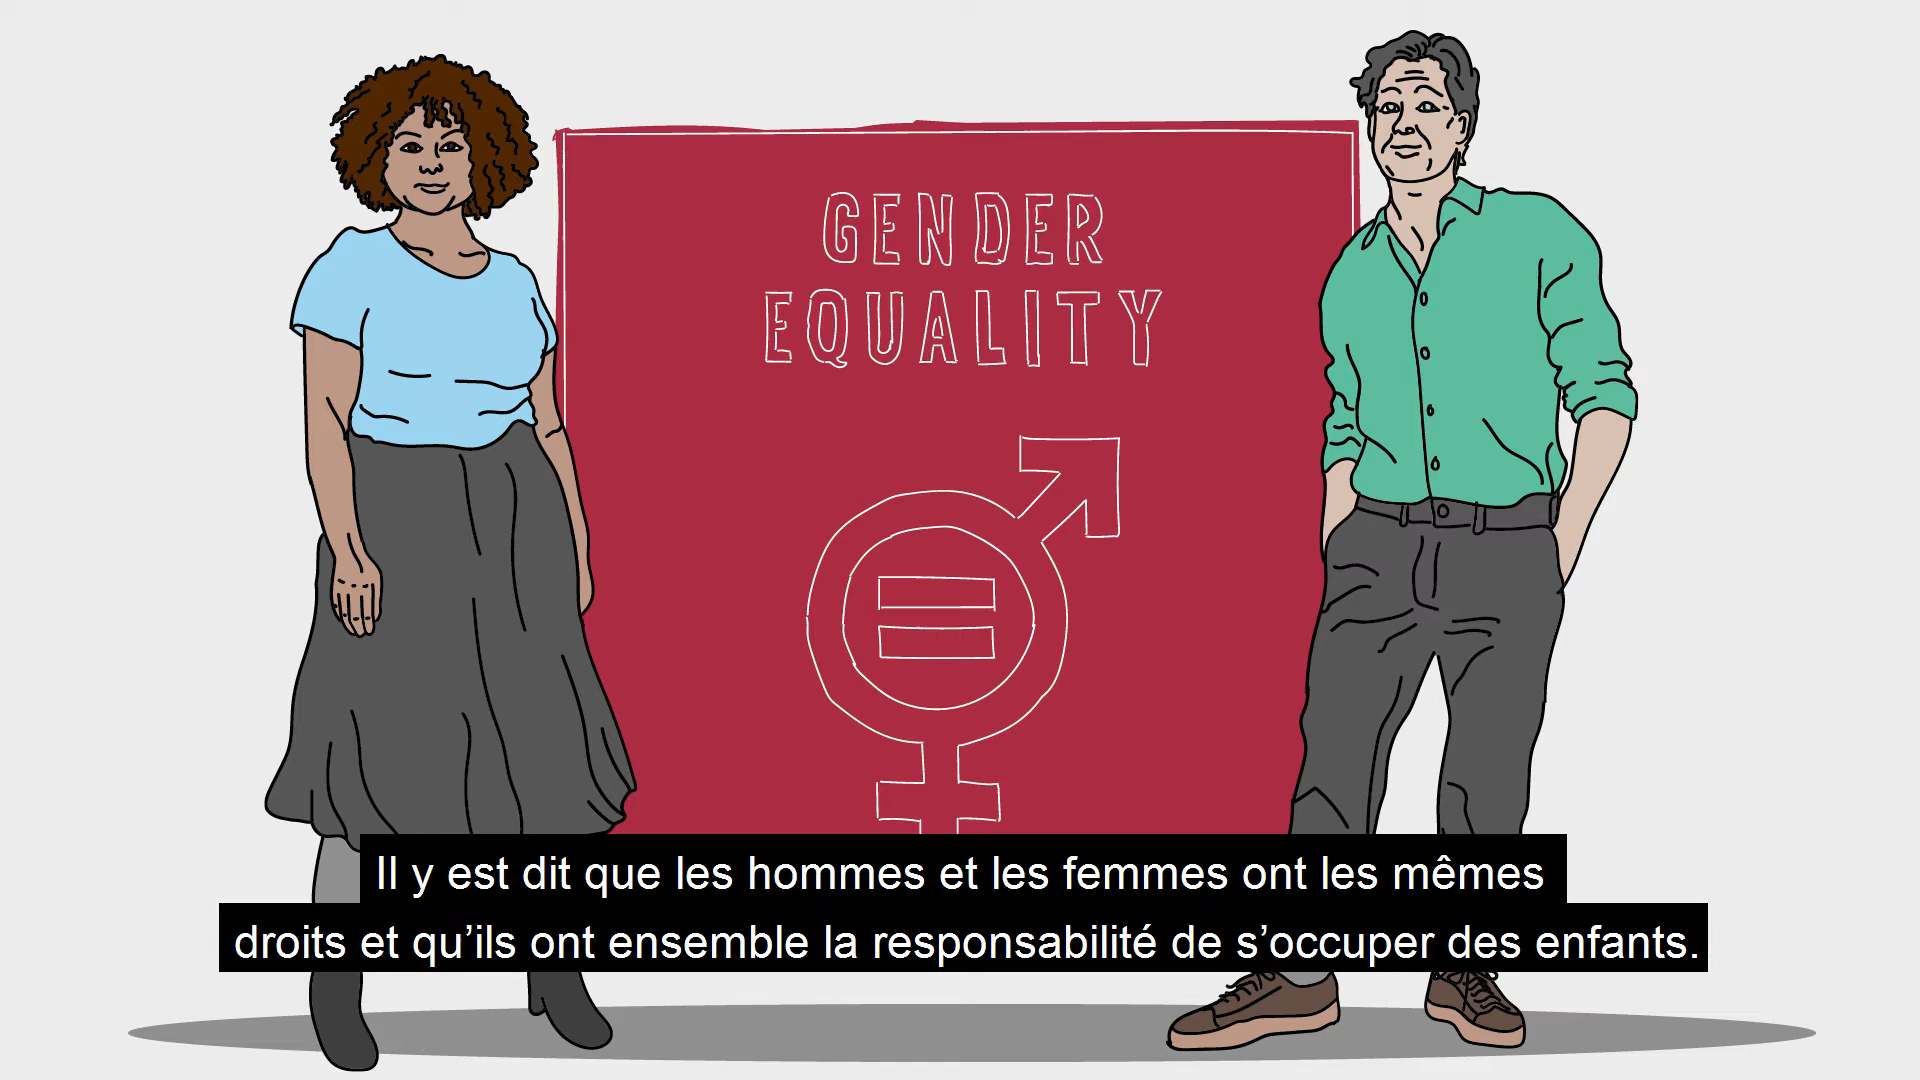 GENDER
EQUALITY
Il y est dit que les hommes et les femmes ont les mêmes
droits et qu’ils ont ensemble la responsabilité de s’occuper des enfants.